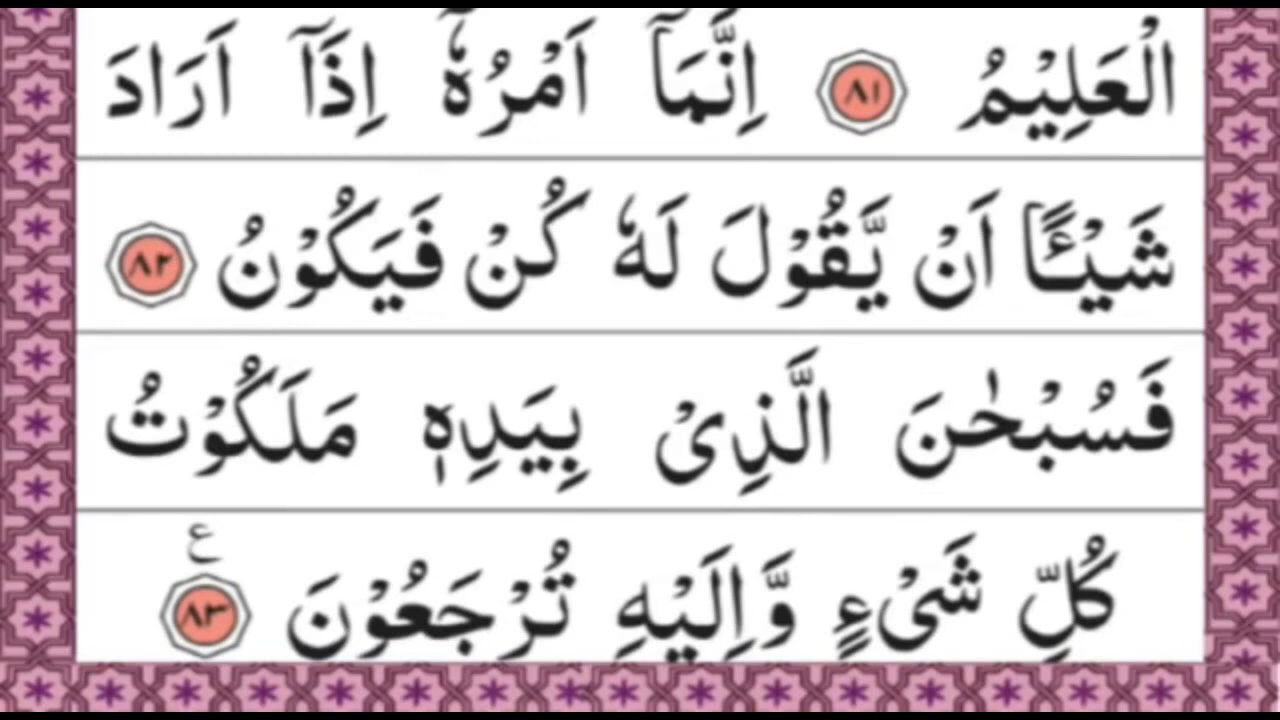 الْعَلِيْمُ ﴿٨١﴾ اِنَّمَاۤ اَمْرُهٗۤ اِذَاۤ اَرَادَ
شَيْـًٔا اَنْ يَّقُوْلَ لَهٗ كُنْ فَيَكُوْنُ ﴿٨٢﴾
فَسُبْحٰنَ الَّذِىْ بِيَدِهٖ مَلَكُوْتُ
كُلِّ شَىْءٍ وَّاِلَيْهِ تُرْجَعُوْنَ ﴿٨٣﴾ ع